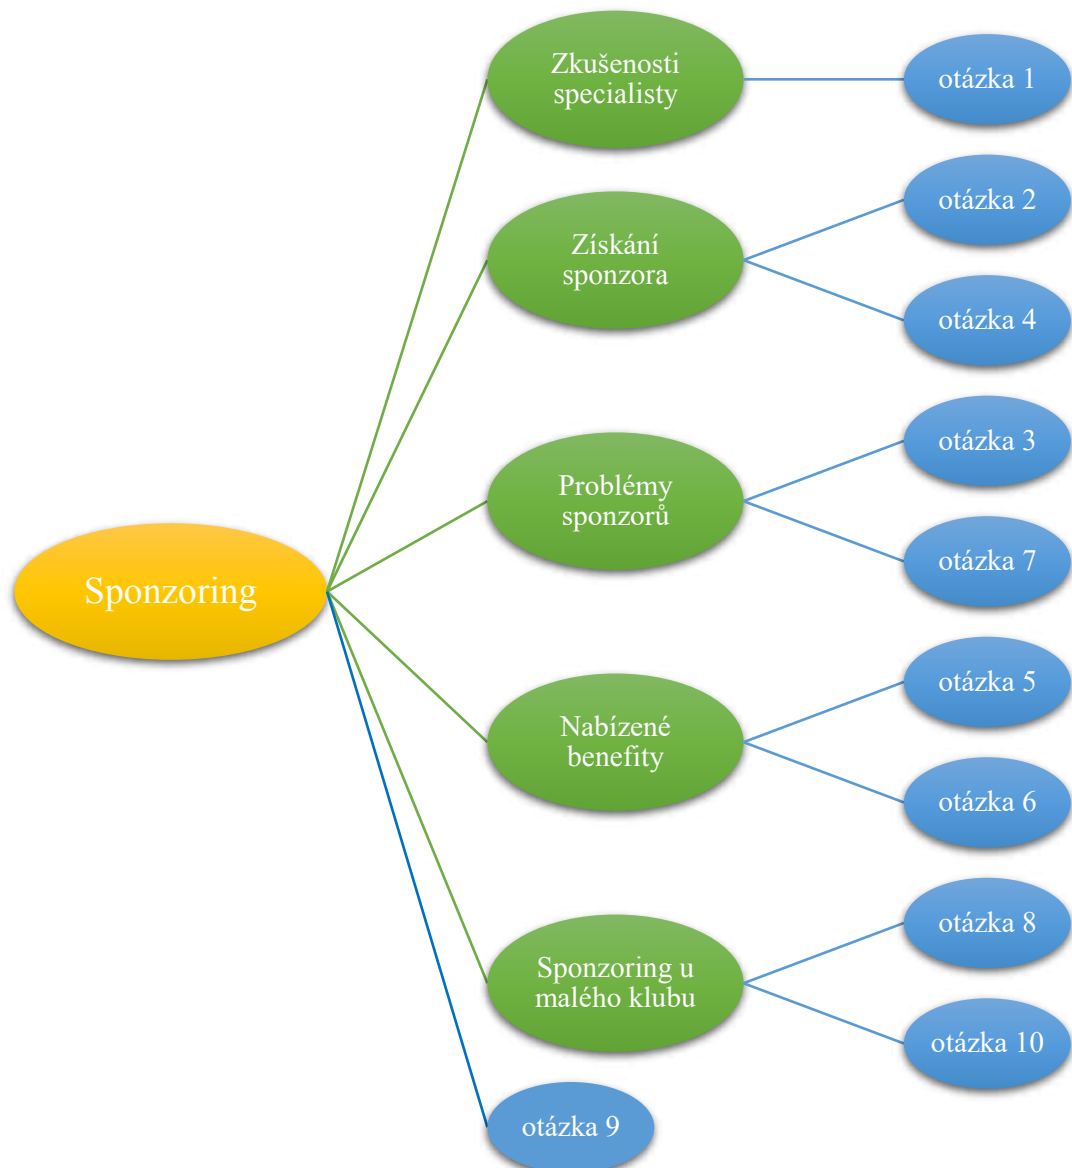 Zkušenosti
specialisty
otázka 1
otázka 2
Získání
sponzora
otázka 4
otázka 3
Problémy
sponzorů
otázka 7
Sponzoring
otázka 5
Nabízené
benefity
otázka 6
otázka 8
Sponzoring u
malého klubu
otázka 10
otázka 9